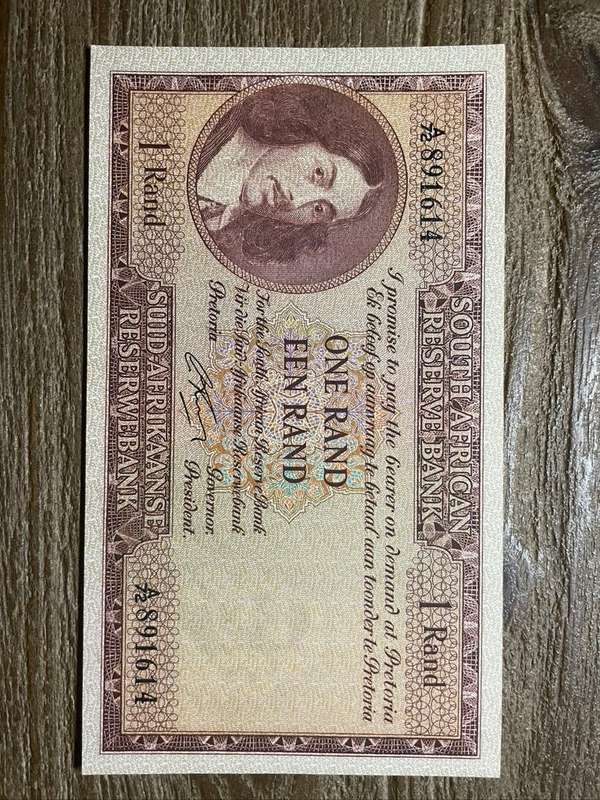 SOUTH AFRICAN
RESERVE BANK
A/72 891614
1 Rand
I promise to pay the bearer on demand at Pretoria
Ek beloof op aanvraag te betaal aan toonder te Pretoria
ONE RAND
EEN RAND
For the South African Reserve Bank
Vir die Suid-Afrikaanse Reserwebank
Pretoria
Governor.
President.
1 Rand
A/72 891614
SUID-AFRIKAANSE
RESERWEBANK